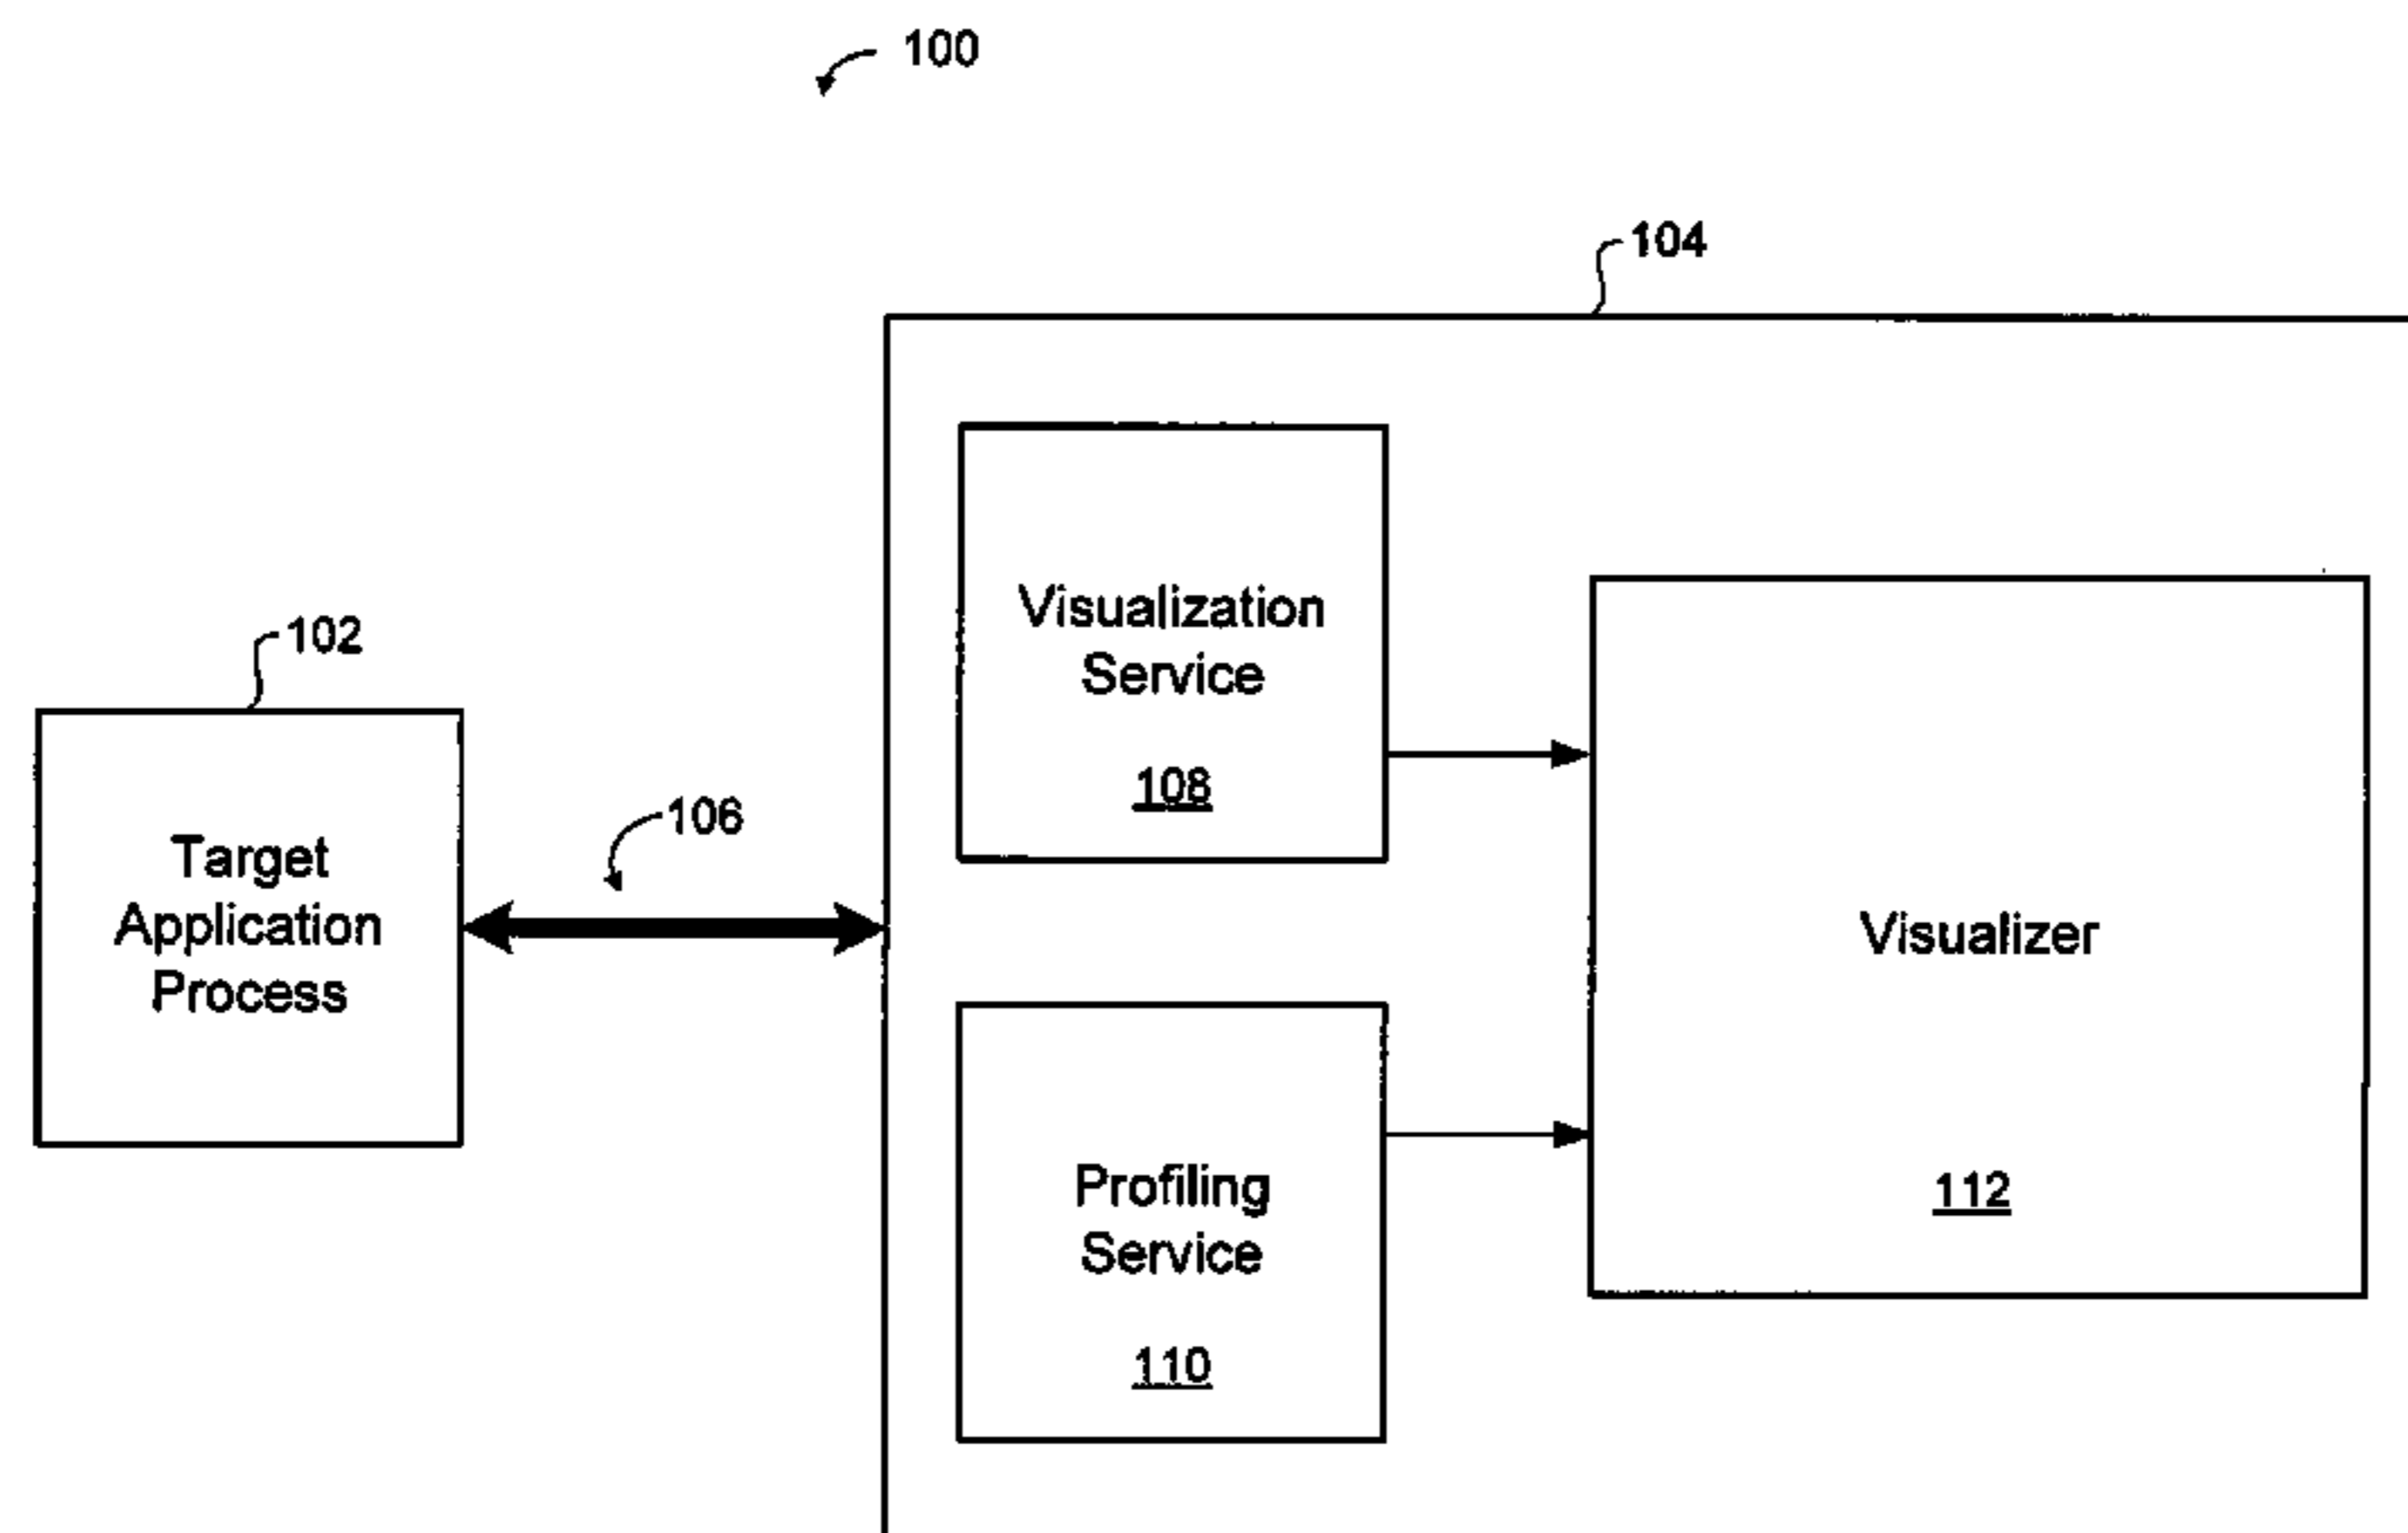 100
104
102
Target
Application
Process
106
Visualization
Service
108
Profiling
Service
110
Visualizer
112